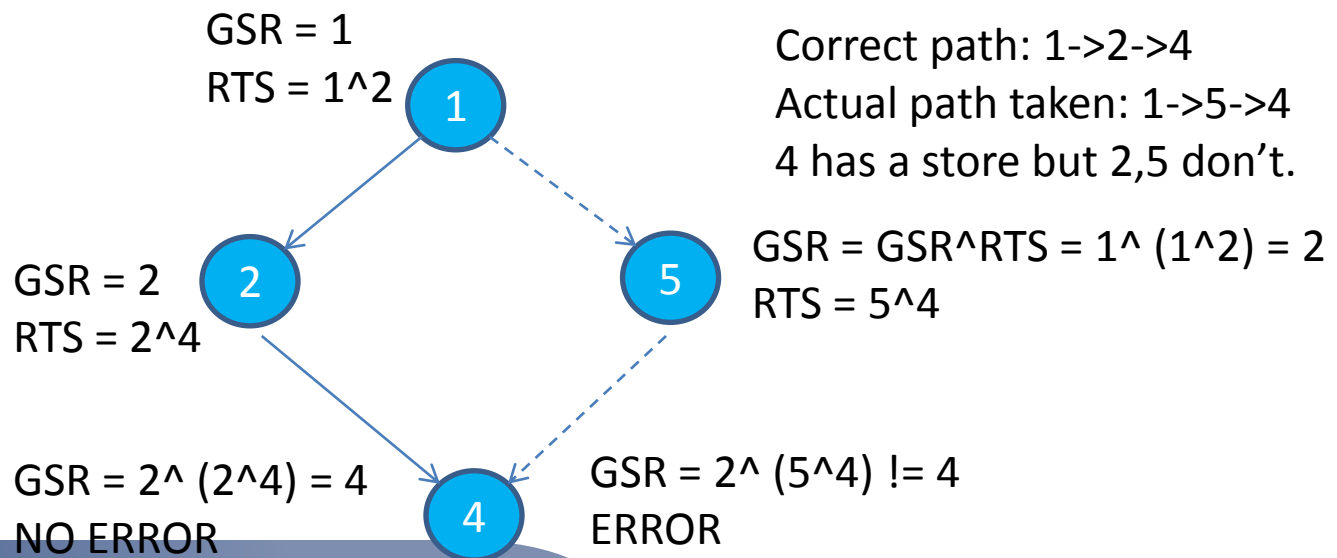 GSR = 1
RTS = 1^2
1
Correct path: 1->2->4
Actual path taken: 1->5->4
4 has a store but 2,5 don’t.
GSR = 2
RTS = 2^4
2
5
GSR = GSR^RTS = 1^ (1^2) = 2
RTS = 5^4
GSR = 2^ (2^4) = 4
NO ERROR
4
GSR = 2^ (5^4) != 4
ERROR